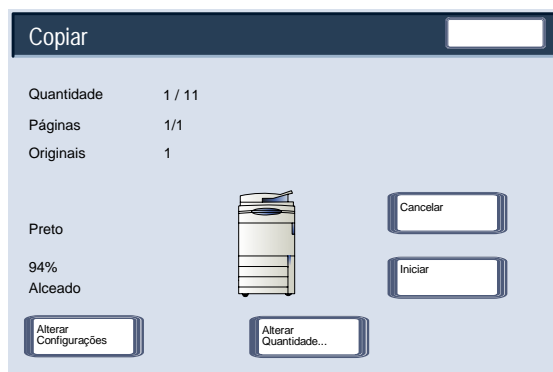 Copiar
Quantidade 1 / 11
Páginas 1/1
Originais 1
Preto
94%
Alceado
Cancelar
Iniciar
Alterar
Configurações
Alterar
Quantidade...